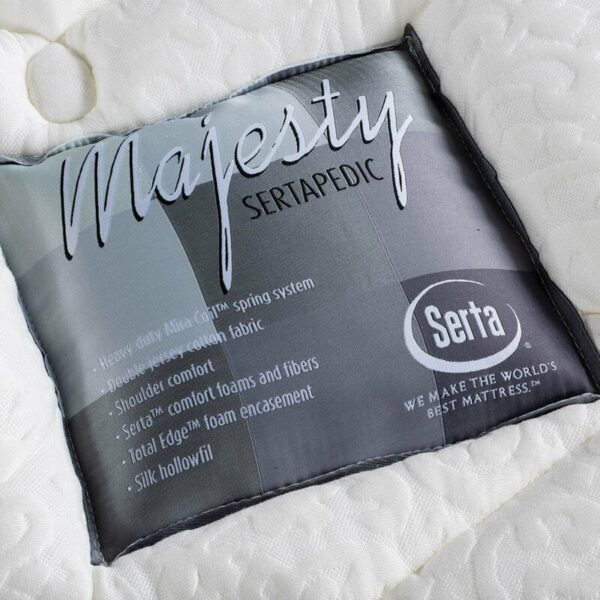 Majesty
SERTAPEDIC
· Heavy duty Mira Coil™ spring system
· Double jersey cotton fabric
· Shoulder comfort
· Serta™ comfort foams and fibers
· Total Edge™ foam encasement
· Silk hollowfil
Serta®
WE MAKE THE WORLD'S
BEST MATTRESS.™